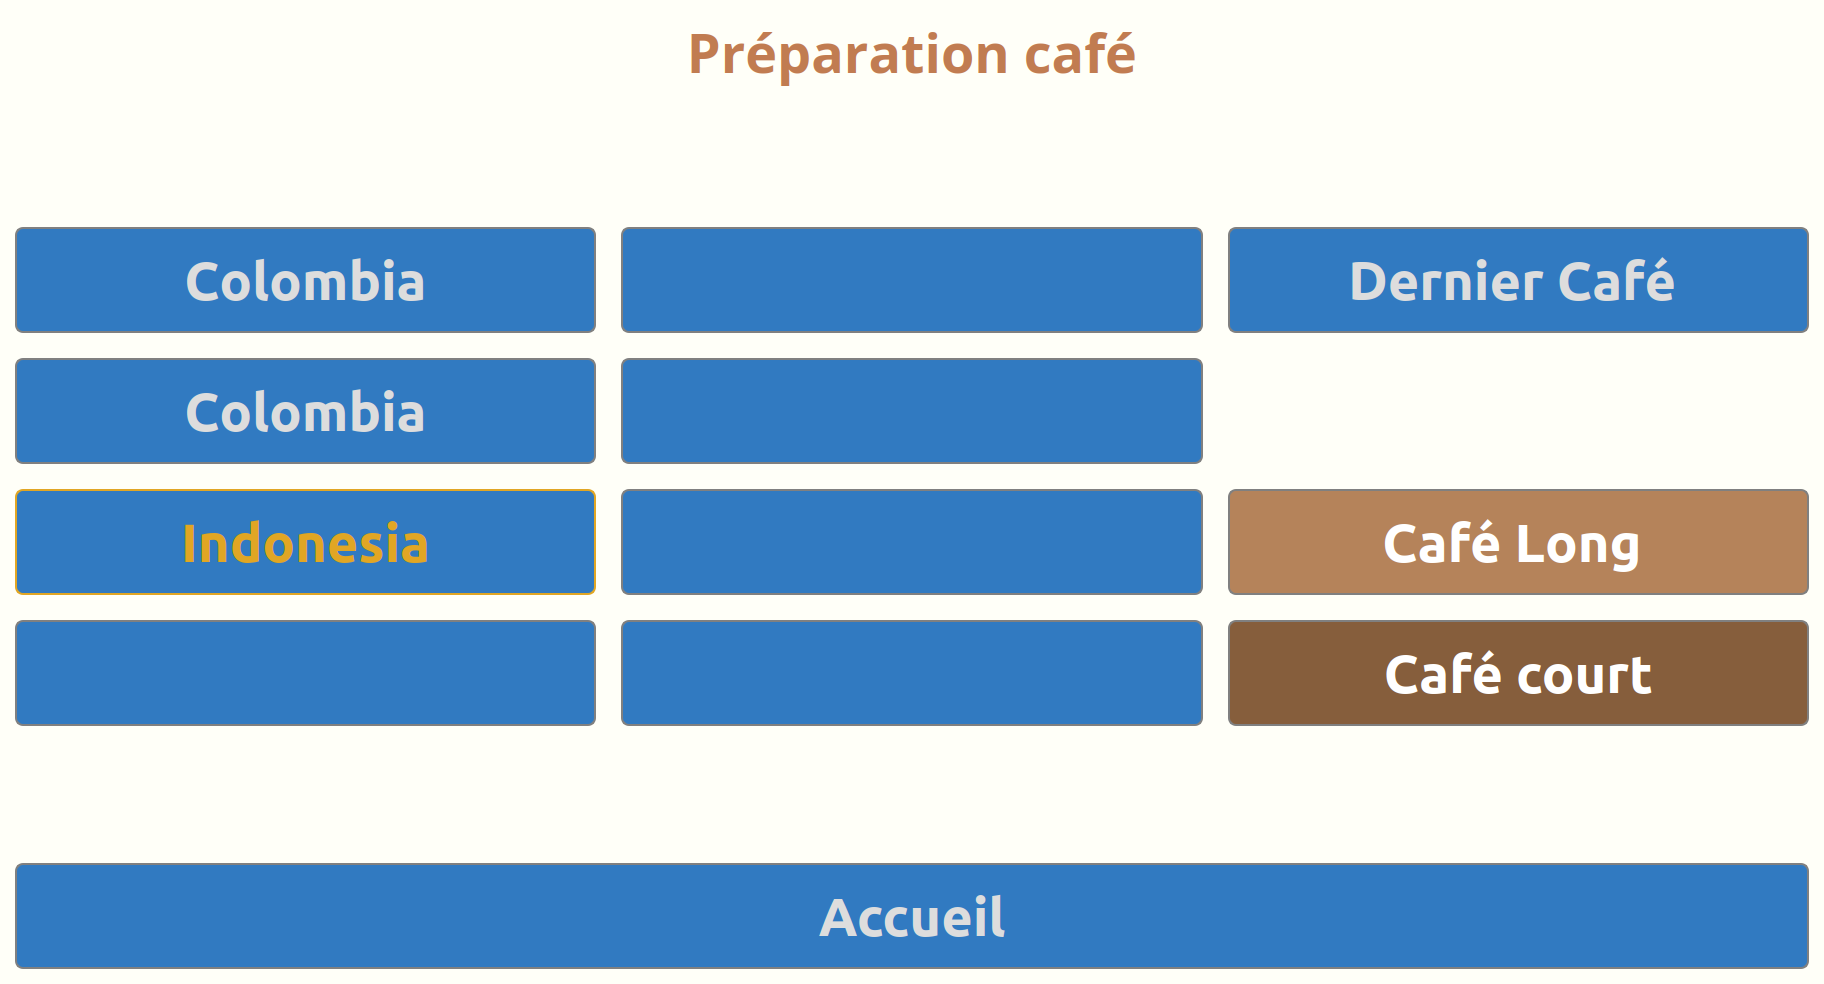 Préparation café
Colombia
Dernier Café
Colombia
Indonesia
Café Long
Café court
Accueil